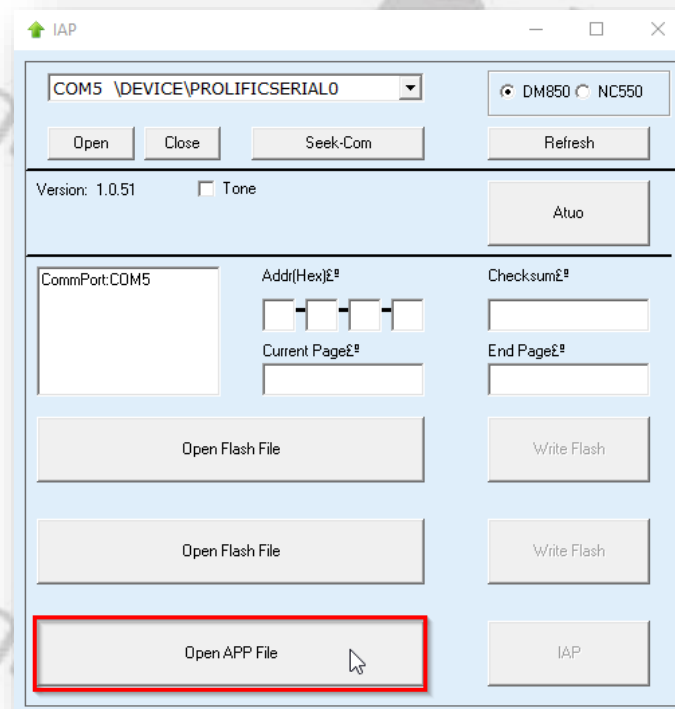 IAP
COM5 \DEVICE\PROLIFICSERIAL0
DM850 NC550
Open Close Seek-Com Refresh
Version: 1.0.51 Tone
Atuo
CommPort:COM5
Addr(Hex)£º Checksum£º
Current Page£º End Page£º
Open Flash File Write Flash
Open Flash File Write Flash
Open APP File IAP